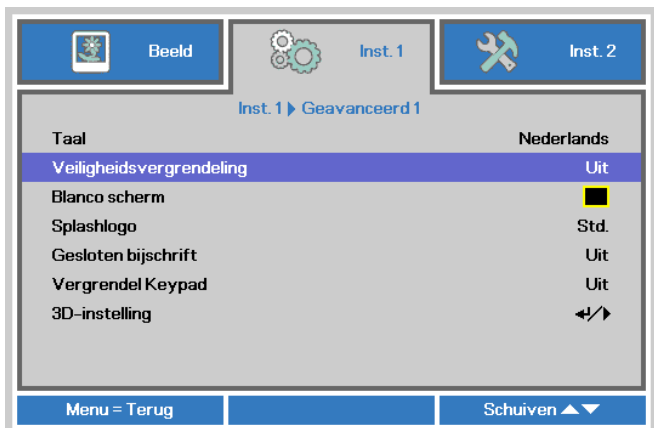 Beeld
Inst. 1
Inst. 2
Inst. 1 Geavanceerd 1
Taal Nederlands
Veiligheidsvergrendeling Uit
Blanco scherm
Splashlogo Std.
Gesloten bijschrift Uit
Vergrendel Keypad Uit
3D-instelling
Menu = Terug
Schuiven